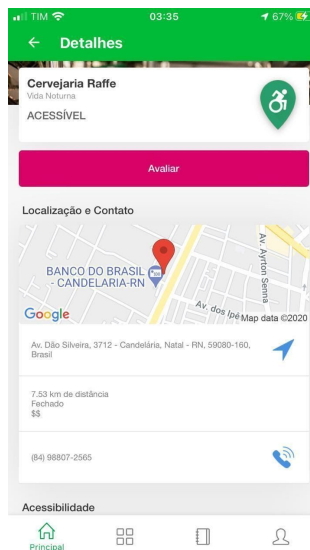 TIM
03:35
67%
Detalhes
Cervejaria Raffe
Vida Noturna
ACESSÍVEL
Avaliar
Localização e Contato
BANCO DO BRASIL
- CANDELARIA-RN
Av. Ayrton Senna
Av. dos Ipê
Google
Map data ©2020
Av. Dão Silveira, 3712 - Candelária, Natal - RN, 59080-160,
Brasil
7.53 km de distância
Fechado
$$
(84) 98807-2565
Acessibilidade
Principal